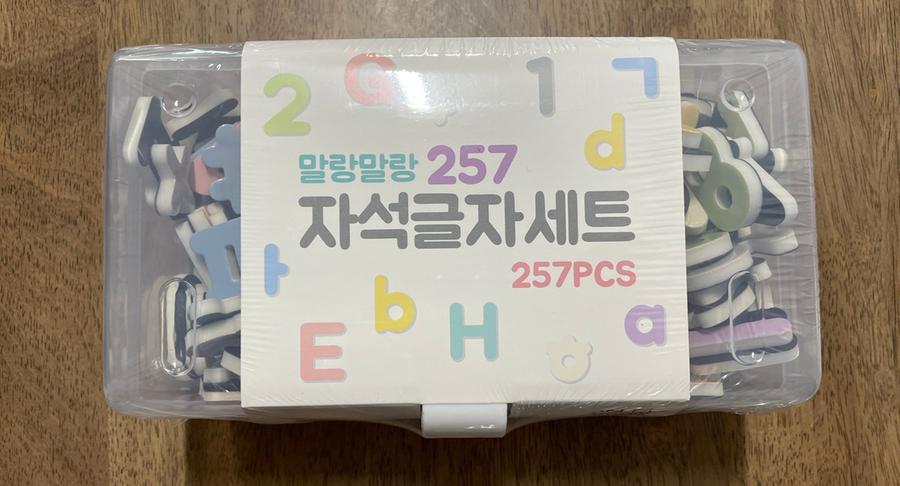 2 G 1 ㄱ
d
말랑말랑 257
자석글자세트
257PCS
ㅏ
b
E H ㅎ a